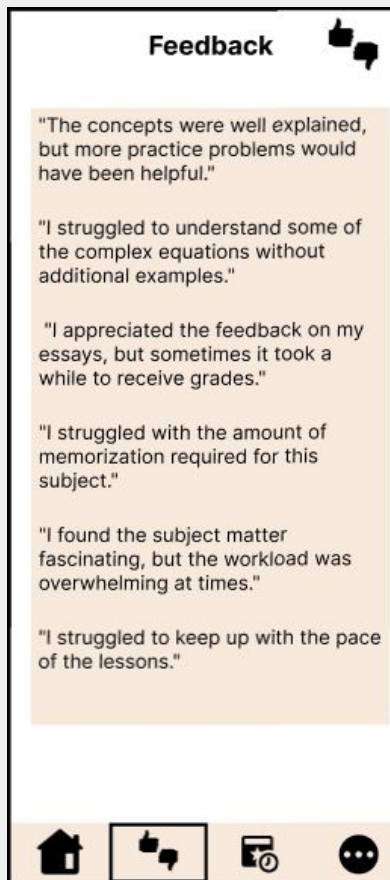 Feedback
"The concepts were well explained,
but more practice problems would
have been helpful."
"I struggled to understand some of
the complex equations without
additional examples."
"I appreciated the feedback on my
essays, but sometimes it took a
while to receive grades."
"I struggled with the amount of
memorization required for this
subject."
"I found the subject matter
fascinating, but the workload was
overwhelming at times."
"I struggled to keep up with the pace
of the lessons."